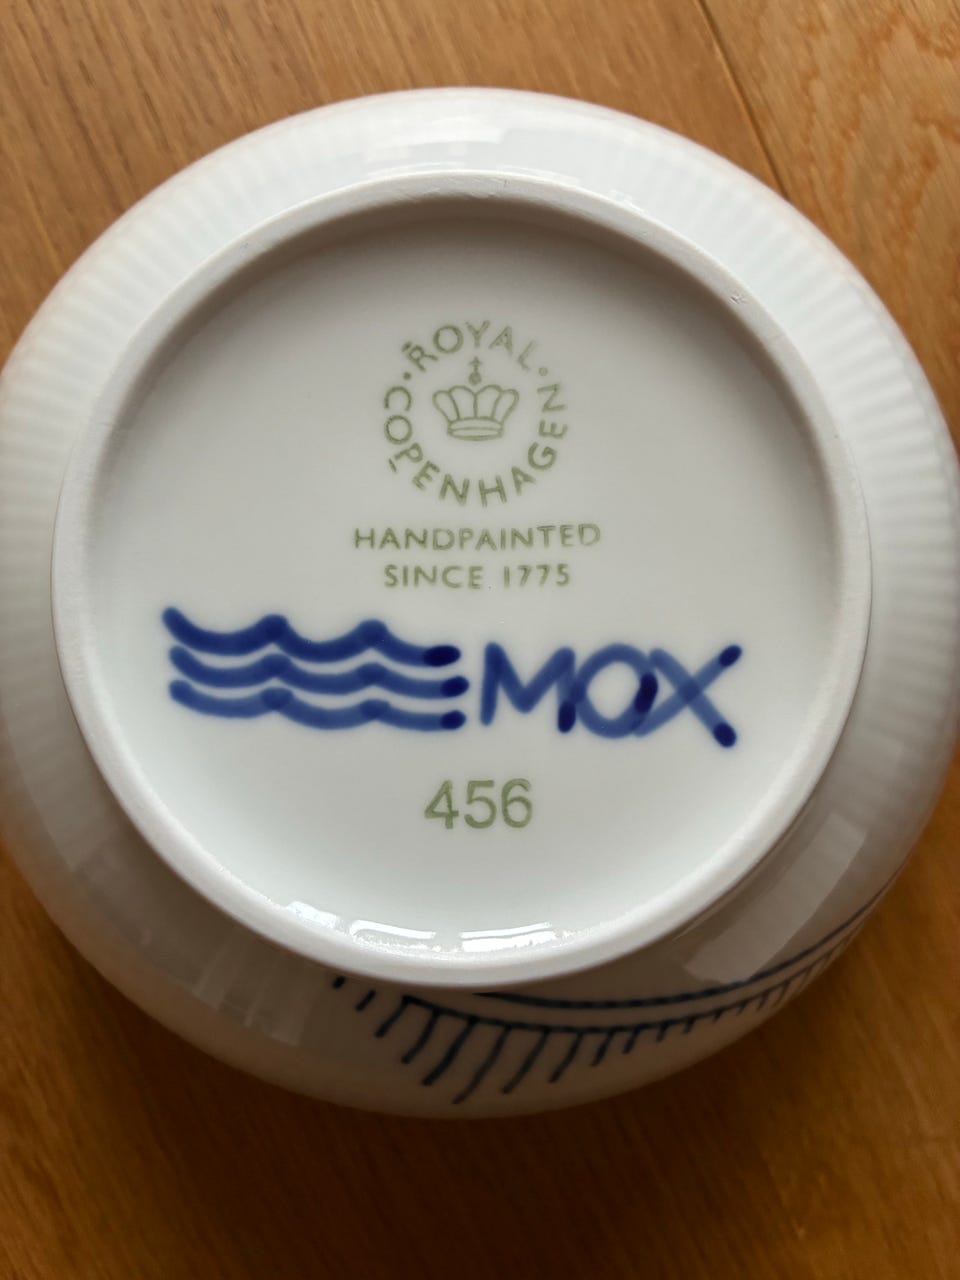 ROYAL
COPENHAGEN
HANDPAINTED
SINCE 1775
MOX
456